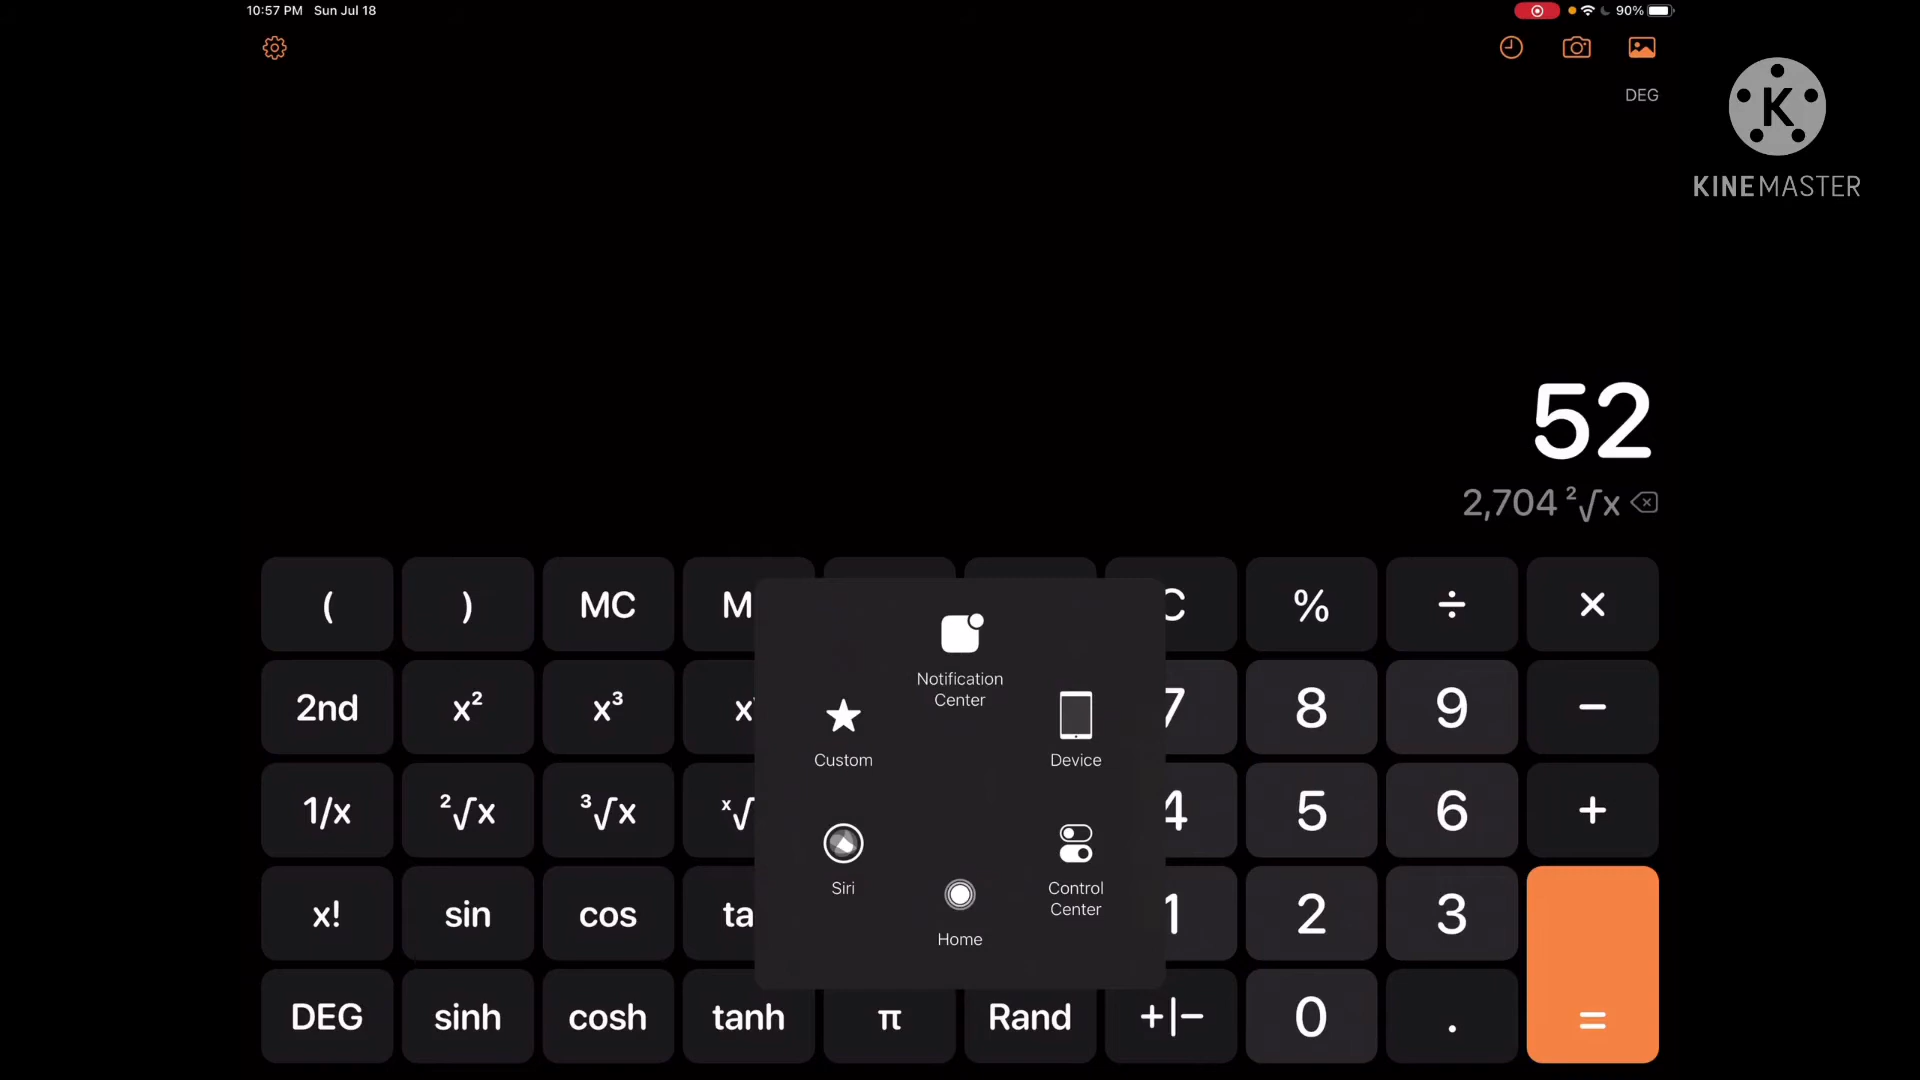 10:57 PM Sun Jul 18
90%
DEG
K
KINEMASTER
52
2,704 ²√x
( ) MC % ÷ ×
2nd x² x³ 7 8 9 −
1/x ²√x ³√x ˣ√ 4 5 6 +
x! sin cos 1 2 3
DEG sinh cosh tanh π Rand +|− 0 . =
Notification
Center
Custom
Device
Siri
Control
Center
Home